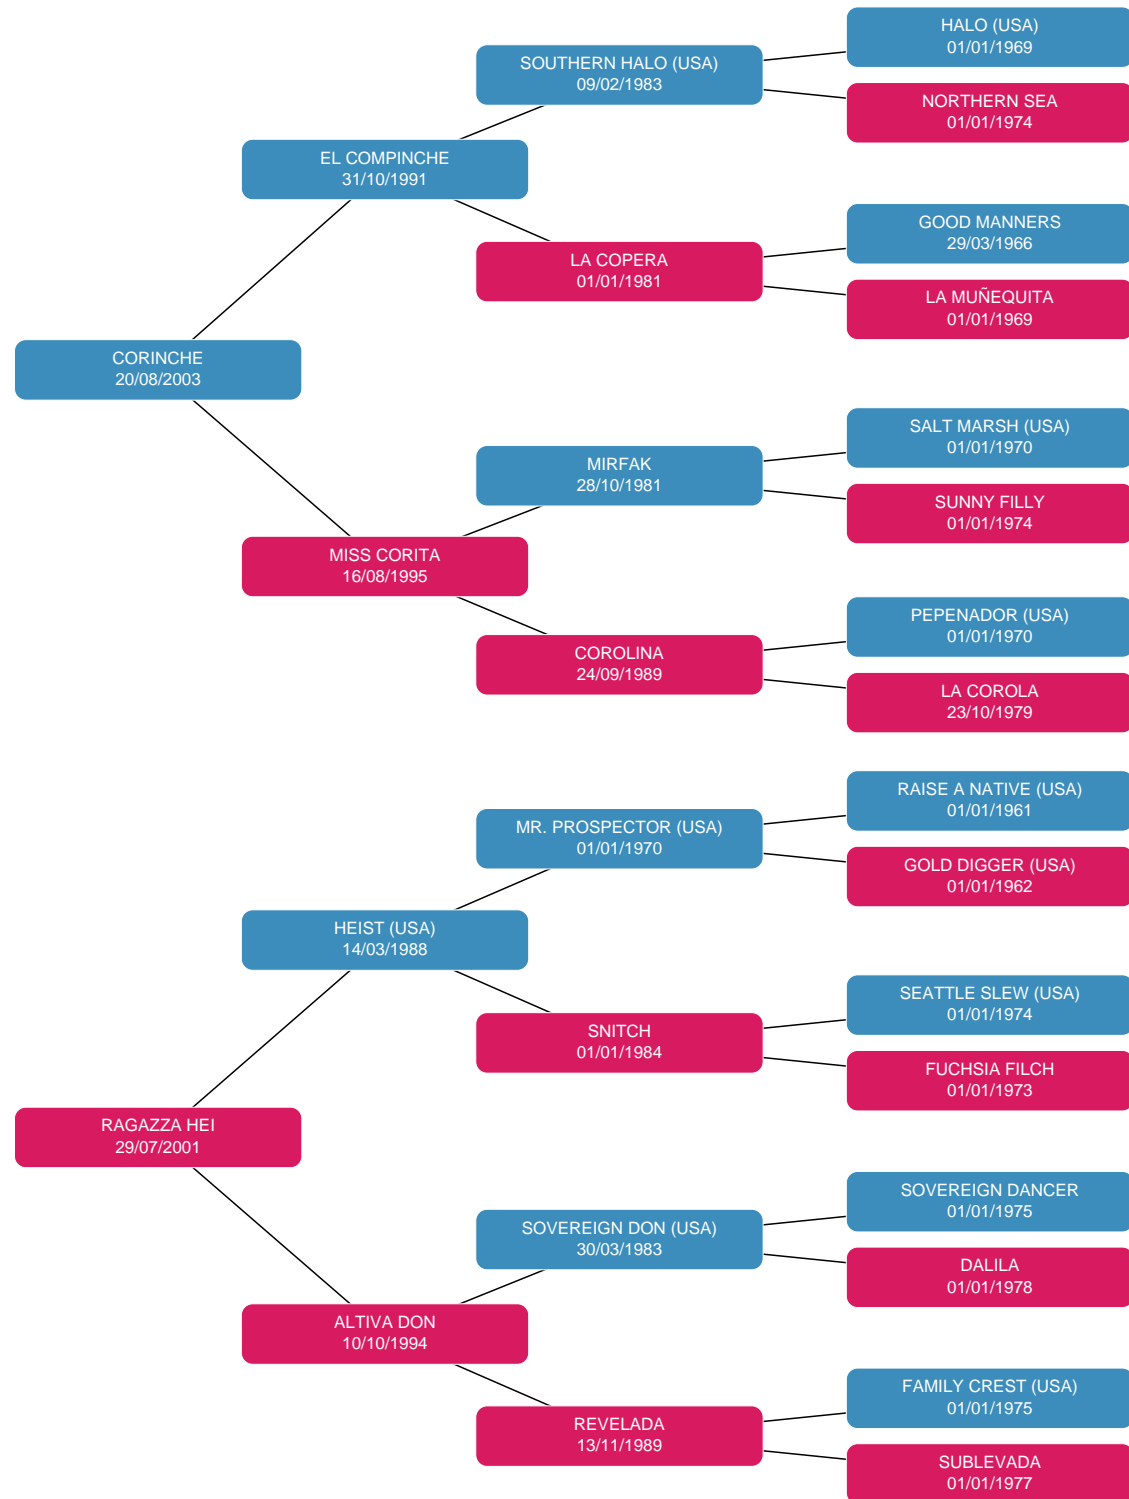 HALO (USA)
01/01/1969
SOUTHERN HALO (USA)
09/02/1983
NORTHERN SEA
01/01/1974
EL COMPINCHE
31/10/1991
GOOD MANNERS
29/03/1966
LA COPERA
01/01/1981
LA MUÑEQUITA
01/01/1969
CORINCHE
20/08/2003
SALT MARSH (USA)
01/01/1970
MIRFAK
28/10/1981
SUNNY FILLY
01/01/1974
MISS CORITA
16/08/1995
PEPENADOR (USA)
01/01/1970
COROLINA
24/09/1989
LA COROLA
23/10/1979
RAISE A NATIVE (USA)
01/01/1961
MR. PROSPECTOR (USA)
01/01/1970
GOLD DIGGER (USA)
01/01/1962
HEIST (USA)
14/03/1988
SEATTLE SLEW (USA)
01/01/1974
SNITCH
01/01/1984
FUCHSIA FILCH
01/01/1973
RAGAZZA HEI
29/07/2001
SOVEREIGN DANCER
01/01/1975
SOVEREIGN DON (USA)
30/03/1983
DALILA
01/01/1978
ALTIVA DON
10/10/1994
FAMILY CREST (USA)
01/01/1975
REVELADA
13/11/1989
SUBLEVADA
01/01/1977